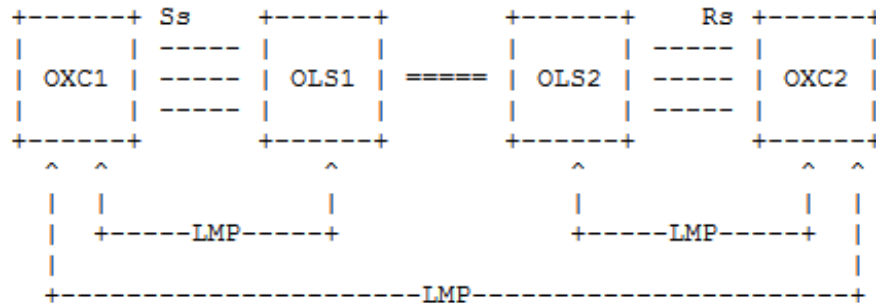 +------+ Ss    +------+       +------+    Rs +------+
|      | ----- |      |       |      | ----- |      |
| OXC1 | ----- | OLS1 | ===== | OLS2 | ----- | OXC2 |
|      | ----- |      |       |      | ----- |      |
+------+       +------+       +------+       +------+
  ^  ^             ^              ^             ^  ^
  |  |             |              |             |  |
  |  +-----LMP-----+              +-----LMP-----+  |
  |                                                |
  +----------------------LMP-----------------------+